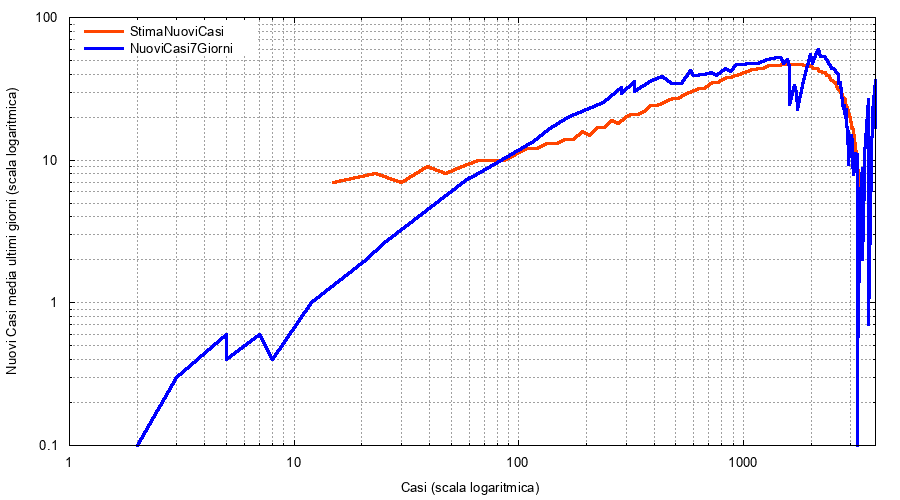 100
StimaNuoviCasi
NuoviCasi7Giorni
10
1
0.1
Nuovi Casi media ultimi giorni (scala logaritmica)
1
10
100
1000
Casi (scala logaritmica)